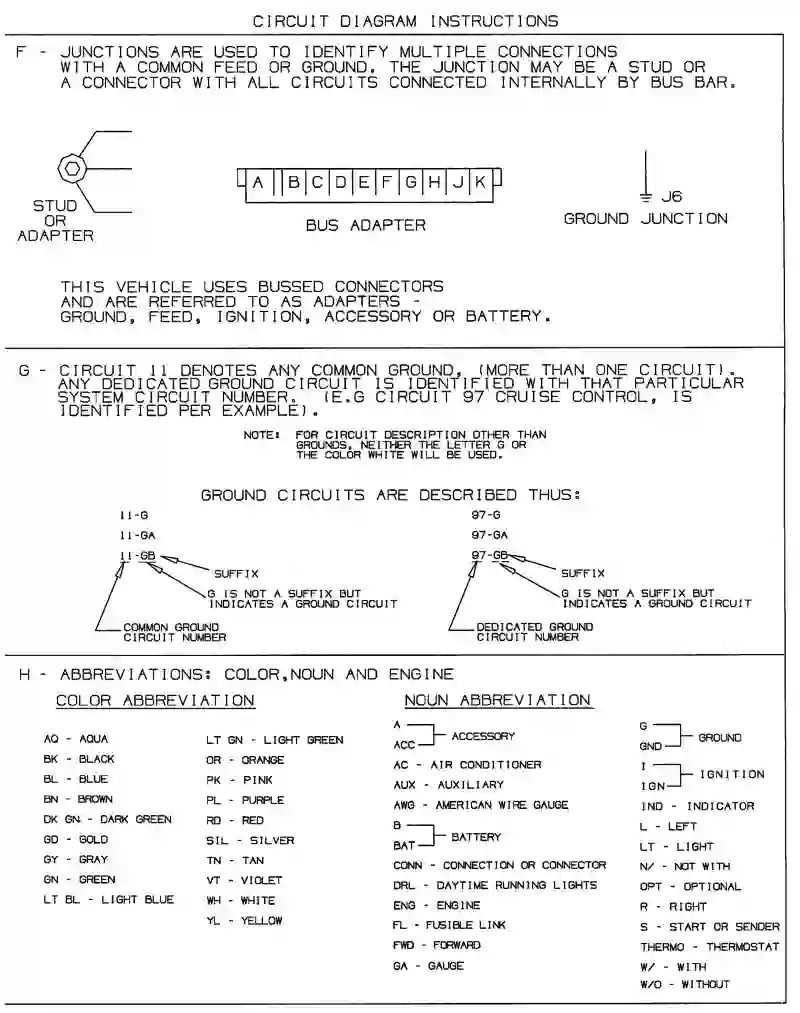 CIRCUIT DIAGRAM INSTRUCTIONS
F - JUNCTIONS ARE USED TO IDENTIFY MULTIPLE CONNECTIONS
WITH A COMMON FEED OR GROUND. THE JUNCTION MAY BE A STUD OR
A CONNECTOR WITH ALL CIRCUITS CONNECTED INTERNALLY BY BUS BAR.
STUD
OR
ADAPTER
A B C D E F G H J K
BUS ADAPTER
J6
GROUND JUNCTION
THIS VEHICLE USES BUSSED CONNECTORS
AND ARE REFERRED TO AS ADAPTERS -
GROUND, FEED, IGNITION, ACCESSORY OR BATTERY.
G - CIRCUIT 11 DENOTES ANY COMMON GROUND, (MORE THAN ONE CIRCUIT).
ANY DEDICATED GROUND CIRCUIT IS IDENTIFIED WITH THAT PARTICULAR
SYSTEM CIRCUIT NUMBER. (E.G CIRCUIT 97 CRUISE CONTROL, IS
IDENTIFIED PER EXAMPLE).
NOTE: FOR CIRCUIT DESCRIPTION OTHER THAN
GROUNDS, NEITHER THE LETTER G OR
THE COLOR WHITE WILL BE USED.
GROUND CIRCUITS ARE DESCRIBED THUS:
11-G
11-GA
11-GB
SUFFIX
G IS NOT A SUFFIX BUT
INDICATES A GROUND CIRCUIT
COMMON GROUND
CIRCUIT NUMBER
97-G
97-GA
97-GB
SUFFIX
G IS NOT A SUFFIX BUT
INDICATES A GROUND CIRCUIT
DEDICATED GROUND
CIRCUIT NUMBER
H - ABBREVIATIONS: COLOR,NOUN AND ENGINE
COLOR ABBREVIATION
AQ - AQUA
BK - BLACK
BL - BLUE
BN - BROWN
DK GN - DARK GREEN
GD - GOLD
GY - GRAY
GN - GREEN
LT BL - LIGHT BLUE
LT GN - LIGHT GREEN
OR - ORANGE
PK - PINK
PL - PURPLE
RD - RED
SIL - SILVER
TN - TAN
VT - VIOLET
WH - WHITE
YL - YELLOW
NOUN ABBREVIATION
A
ACC
ACCESSORY
AC - AIR CONDITIONER
AUX - AUXILIARY
AWG - AMERICAN WIRE GAUGE
B
BAT
BATTERY
CONN - CONNECTION OR CONNECTOR
DRL - DAYTIME RUNNING LIGHTS
ENG - ENGINE
FL - FUSIBLE LINK
FWD - FORWARD
GA - GAUGE
G
GND
GROUND
I
IGN
IGNITION
IND - INDICATOR
L - LEFT
LT - LIGHT
N/ - NOT WITH
OPT - OPTIONAL
R - RIGHT
S - START OR SENDER
THERMO - THERMOSTAT
W/ - WITH
W/O - WITHOUT